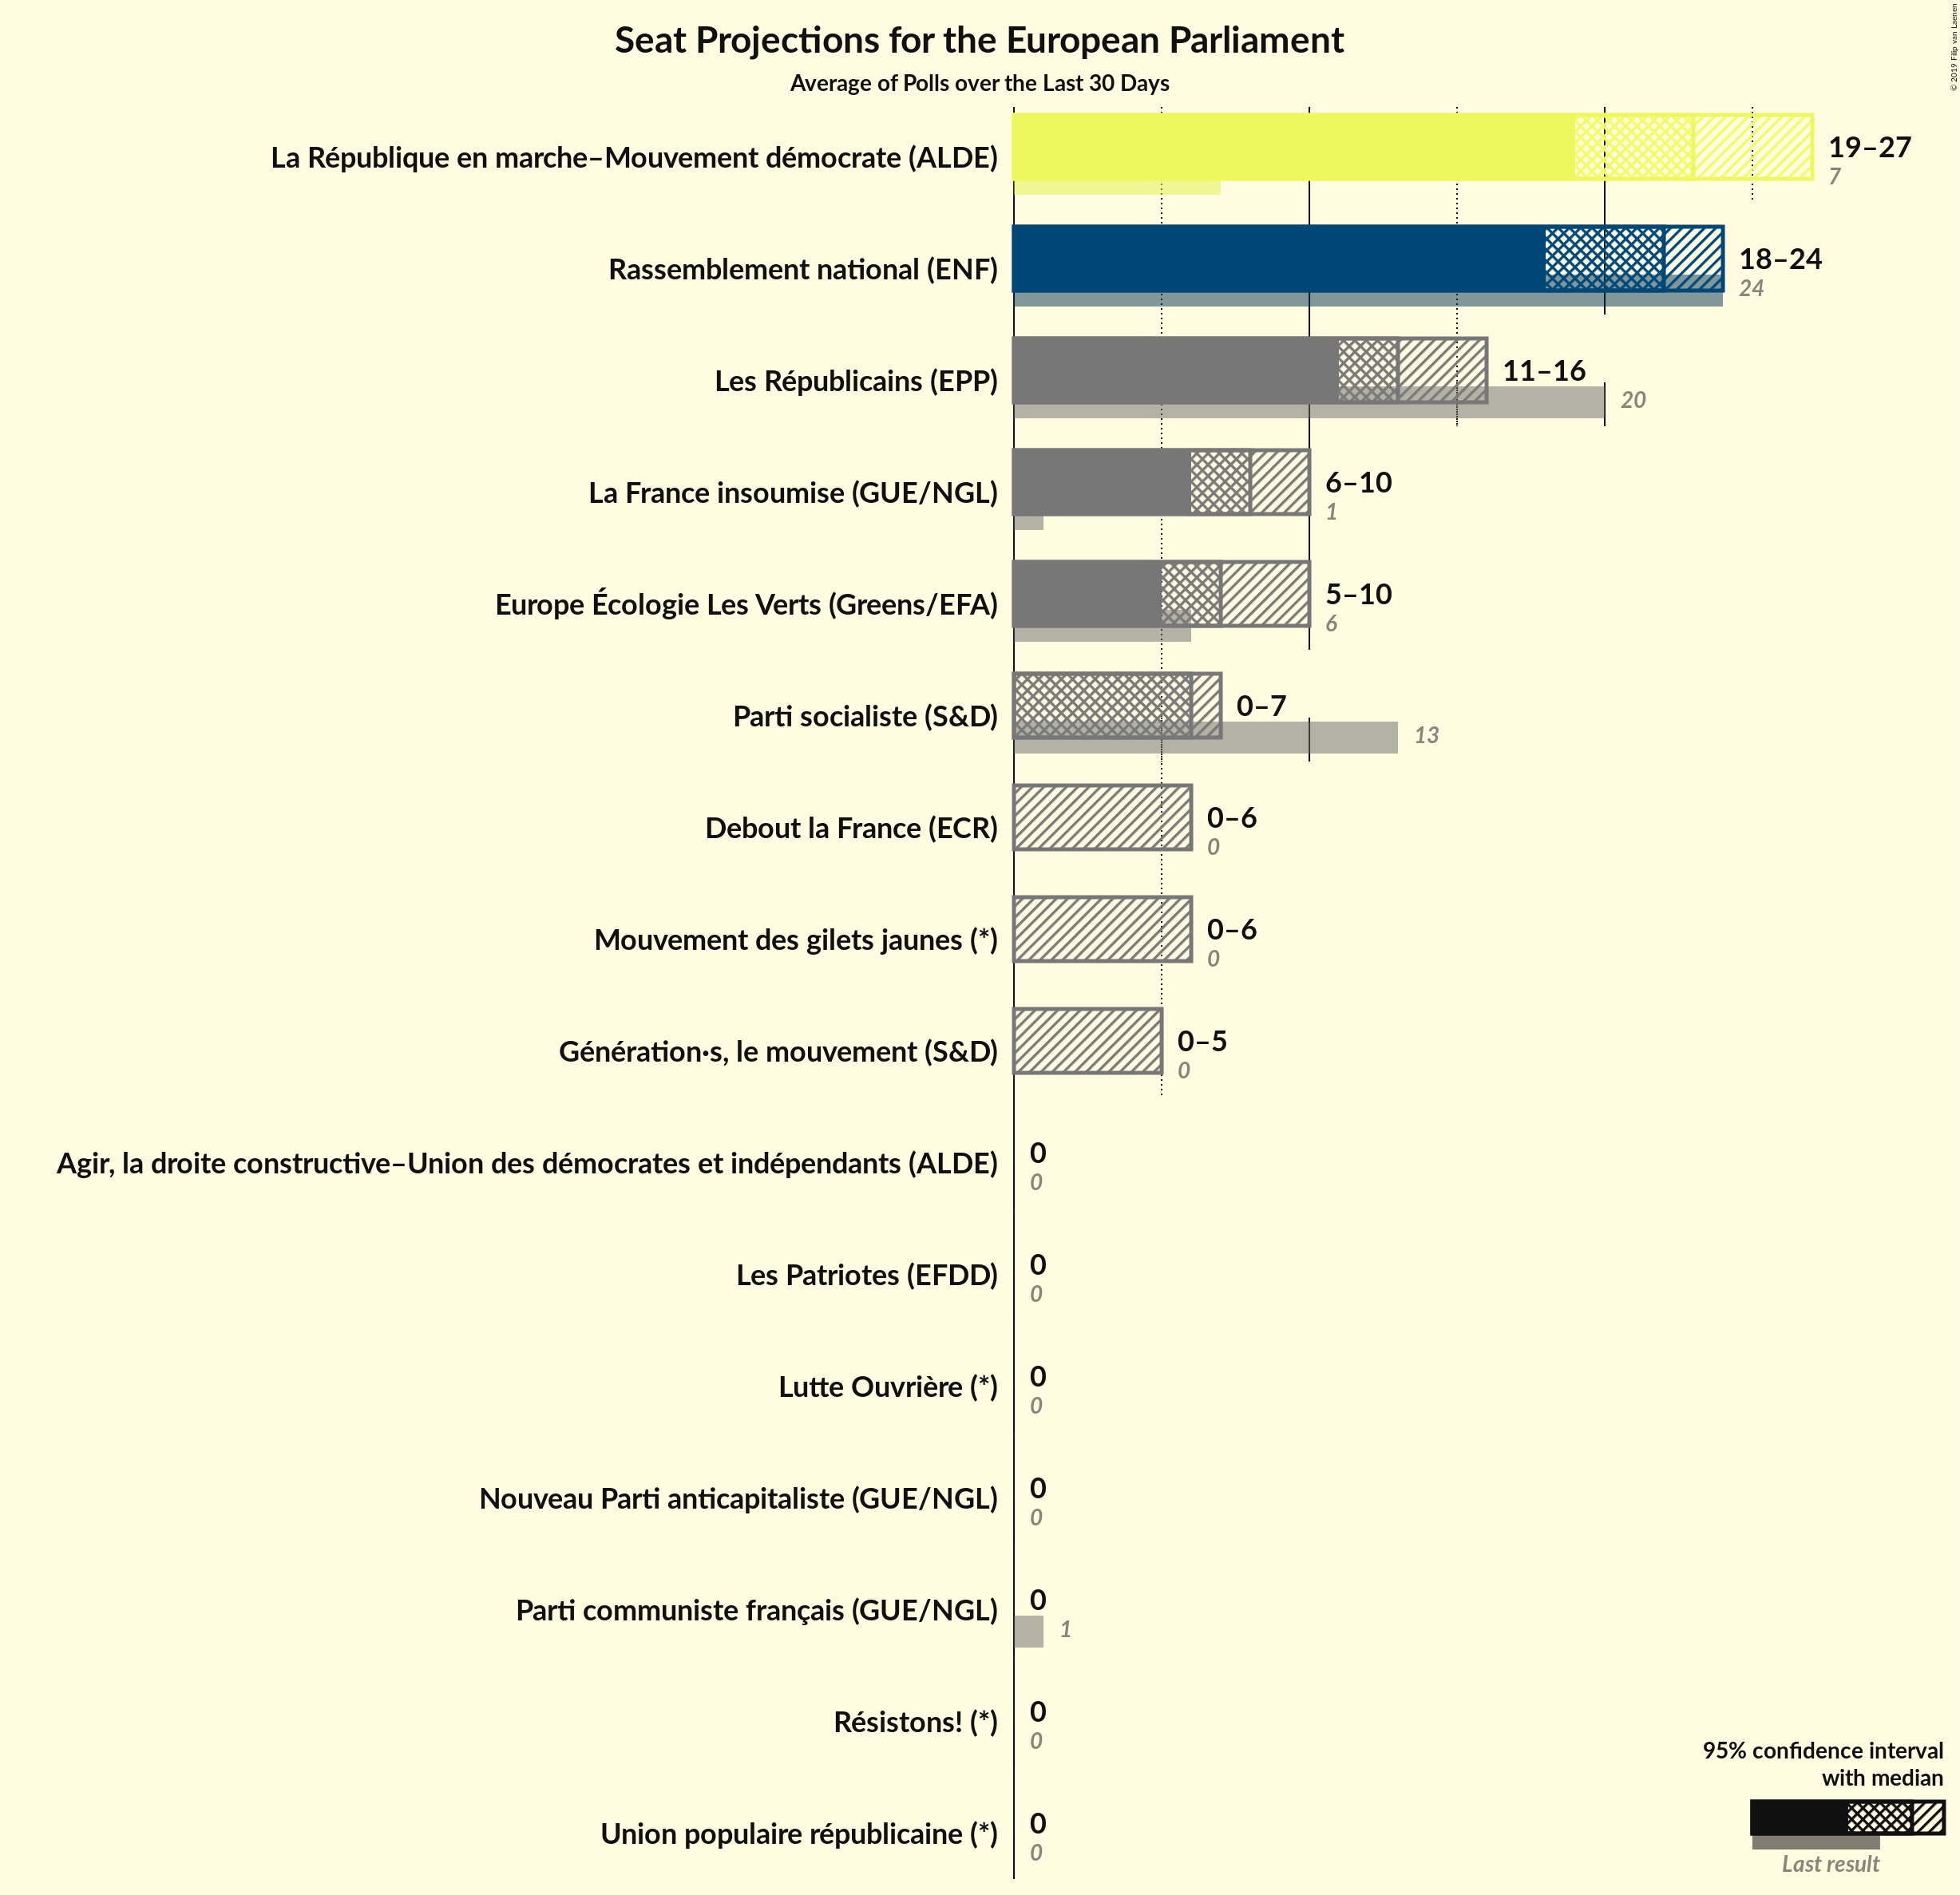 Seat Projections for the European Parliament
Average of Polls over the Last 30 Days
© 2019 Filip van Laenen
La République en marche–Mouvement démocrate (ALDE)
19–27
7
Rassemblement national (ENF)
18–24
24
Les Républicains (EPP)
11–16
20
La France insoumise (GUE/NGL)
6–10
1
Europe Écologie Les Verts (Greens/EFA)
5–10
6
Parti socialiste (S&D)
0–7
13
Debout la France (ECR)
0–6
0
Mouvement des gilets jaunes (*)
0–6
0
Génération·s, le mouvement (S&D)
0–5
0
Agir, la droite constructive–Union des démocrates et indépendants (ALDE)
0
0
Les Patriotes (EFDD)
0
0
Lutte Ouvrière (*)
0
0
Nouveau Parti anticapitaliste (GUE/NGL)
0
0
Parti communiste français (GUE/NGL)
0
1
Résistons! (*)
0
0
Union populaire républicaine (*)
0
0
95% confidence interval
with median
Last result